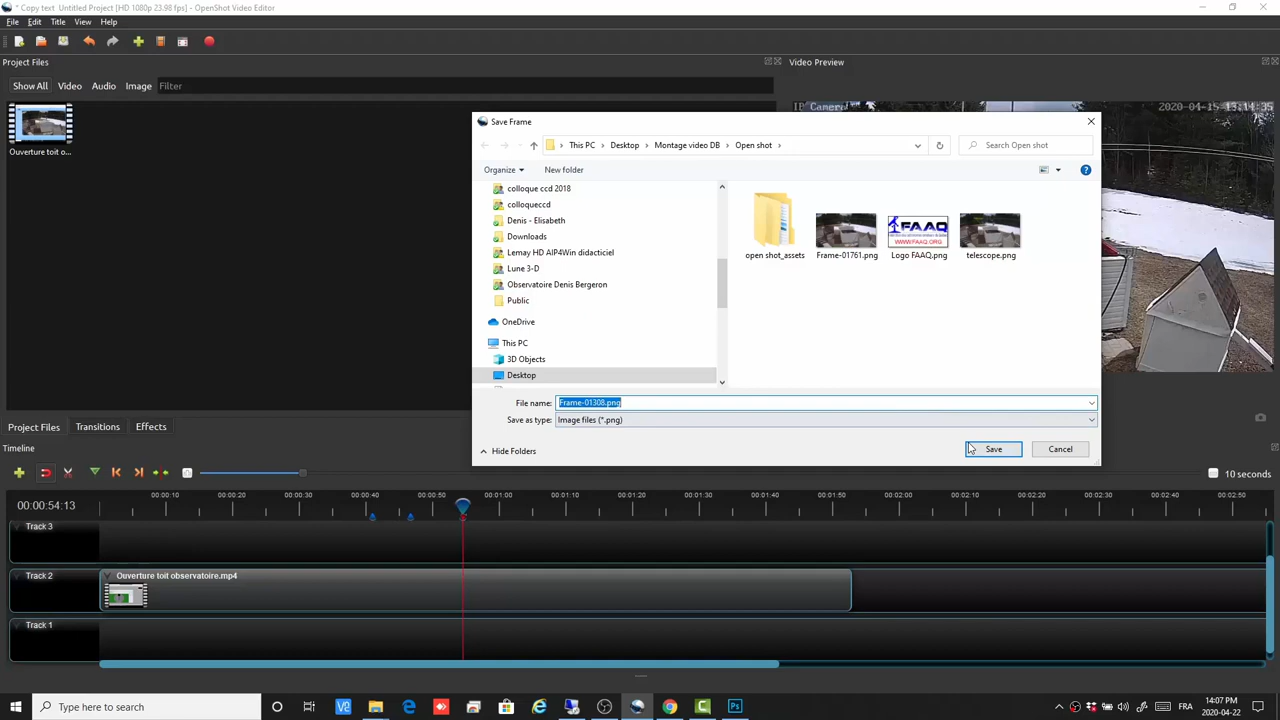 * Copy text Untitled Project [HD 1080p 23.98 fps] - OpenShot Video Editor
File Edit Title View Help
Project Files
Video Preview
Show All Video Audio Image Filter
IP Camera
2020-04-15 13:14:35
Ouverture toit o...
Save Frame
This PC > Desktop > Montage video DB > Open shot >
Search Open shot
Organize
New folder
colloque ccd 2018
colloqueccd
Denis - Elisabeth
Downloads
Lemay HD AIP4Win didacticiel
Lune 3-D
Observatoire Denis Bergeron
Public
OneDrive
This PC
3D Objects
Desktop
FAAQ
WWW.FAAQ.ORG
open shot_assets
Frame-01761.png
Logo FAAQ.png
telescope.png
File name: Frame-01308.png
Save as type: Image files (*.png)
Hide Folders
Save
Cancel
Project Files Transitions Effects
Timeline
10 seconds
00:00:54:13
00:00:10 00:00:20 00:00:30 00:00:40 00:00:50 00:01:00 00:01:10 00:01:20 00:01:30 00:01:40 00:01:50 00:02:00 00:02:10 00:02:20 00:02:30 00:02:40 00:02:50
Track 3
Track 2
Ouverture toit observatoire.mp4
Track 1
Type here to search
FRA
14:07 PM
2020-04-22